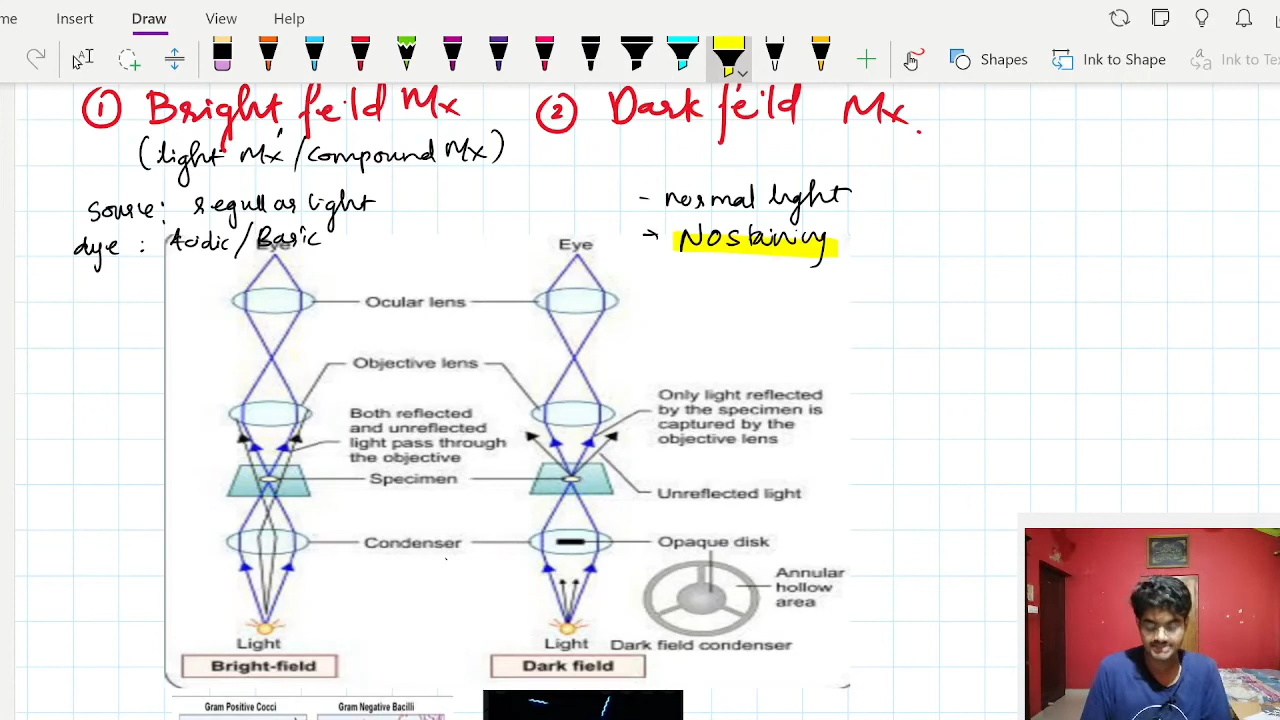 Insert Draw View Help
Shapes Ink to Shape Ink to Te
① Bright feild Mx
(light Mx / compound Mx)
source: regular light
dye: Acidic/Basic
② Dark feild Mx.
- normal light
→ No staining
Eye
Eye
Ocular lens
Objective lens
Both reflected
and unreflected
light pass through
the objective
Only light reflected
by the specimen is
captured by the
objective lens
Specimen
Unreflected light
Condenser
Opaque disk
Annular
hollow
area
Light
Light
Dark field condenser
Bright-field
Dark field
Gram Positive Cocci
Gram Negative Bacilli